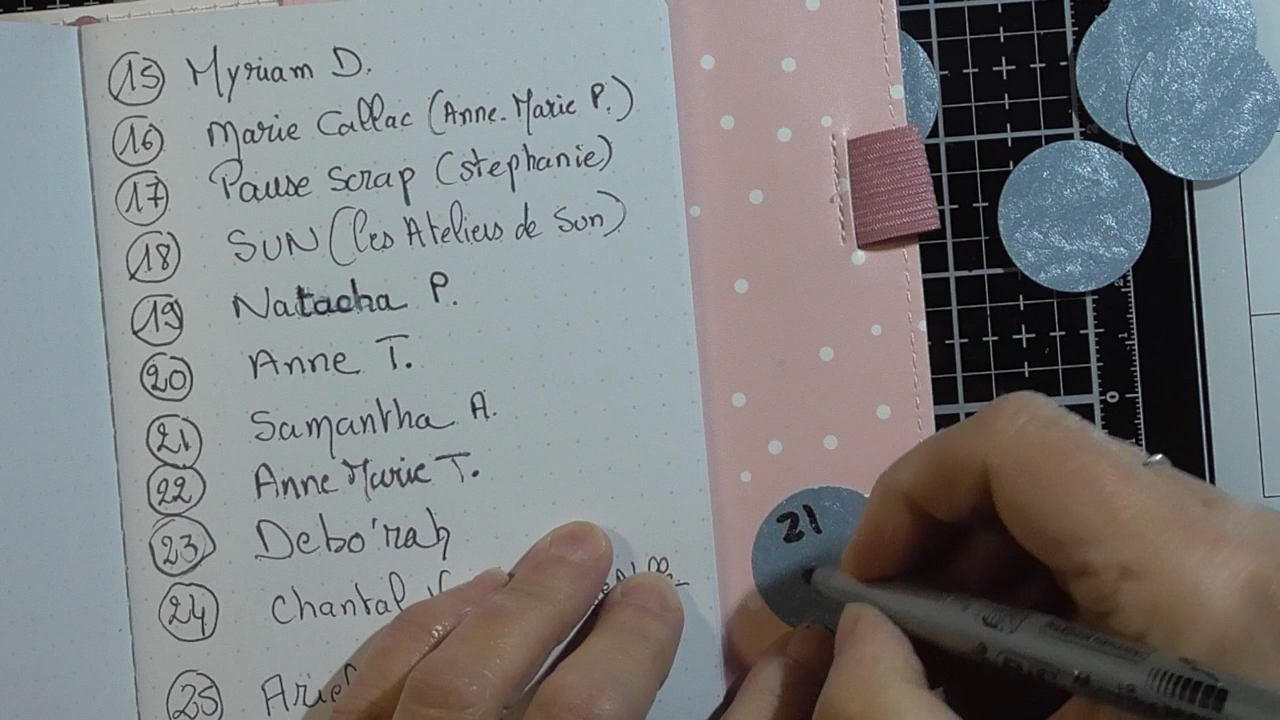 15 Myriam D.
16 Marie Callac (Anne-Marie P.)
17 Pause Scrap (stephanie)
18 SUN (les Ateliers de Sun)
19 Natacha P.
20 Anne T.
21 Samantha A.
22 Anne Marie T.
23 Debo'rah
24 Chantal
25
21